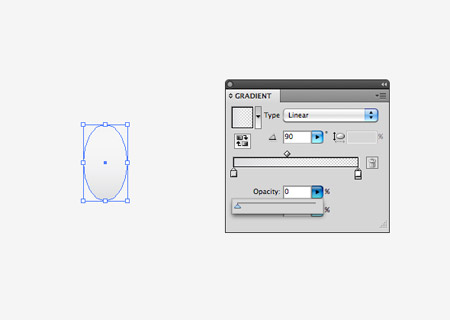 GRADIENT
Type Linear
90 ° %
Opacity: 0 %
%